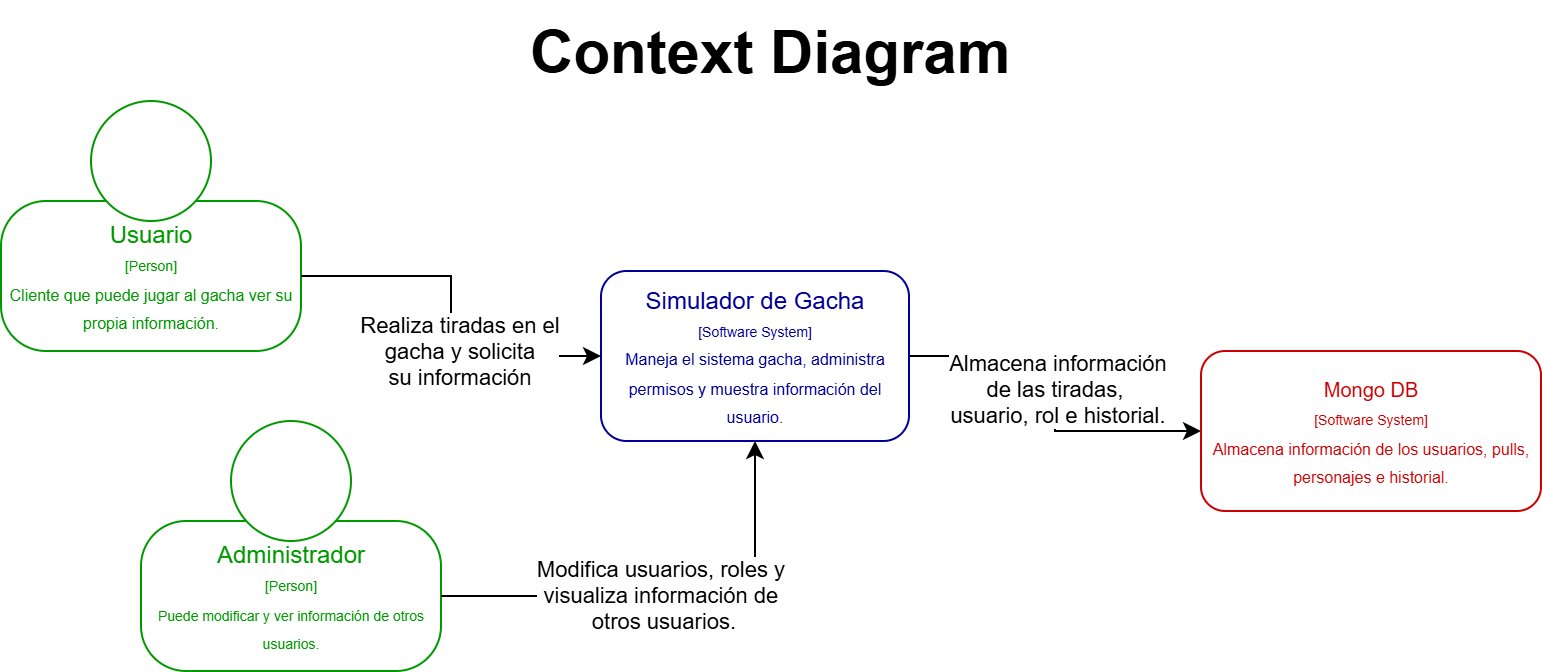 Context Diagram
Usuario
[Person]
Cliente que puede jugar al gacha ver su
propia información.
Realiza tiradas en el
gacha y solicita
su información
Simulador de Gacha
[Software System]
Maneja el sistema gacha, administra
permisos y muestra información del
usuario.
Almacena información
de las tiradas,
usuario, rol e historial.
Mongo DB
[Software System]
Almacena información de los usuarios, pulls,
personajes e historial.
Administrador
[Person]
Puede modificar y ver información de otros
usuarios.
Modifica usuarios, roles y
visualiza información de
otros usuarios.